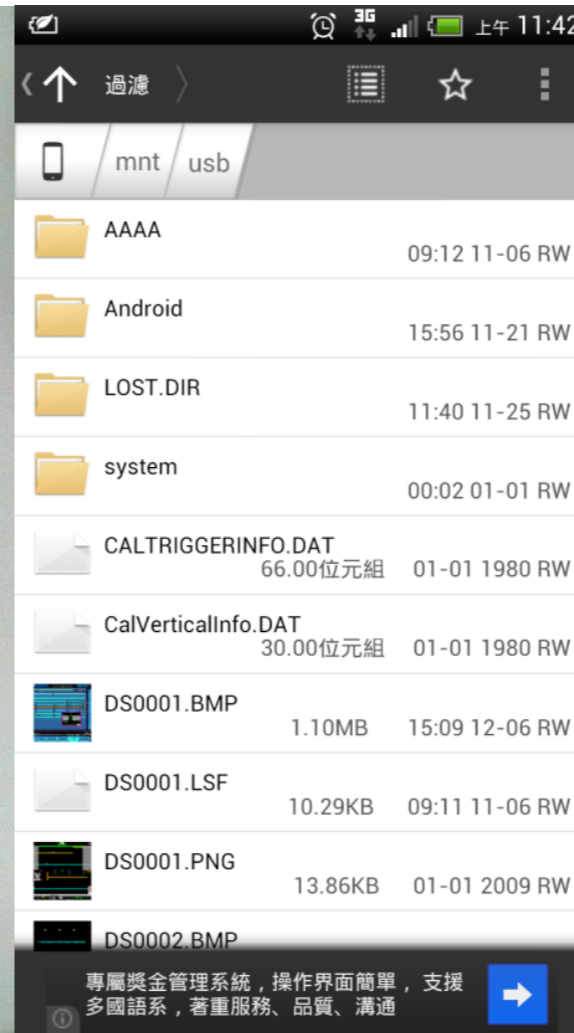 3G
上午 11:42
過濾
mnt usb
AAAA
09:12 11-06 RW
Android
15:56 11-21 RW
LOST.DIR
11:40 11-25 RW
system
00:02 01-01 RW
CALTRIGGERINFO.DAT
66.00位元組 01-01 1980 RW
CalVerticalInfo.DAT
30.00位元組 01-01 1980 RW
DS0001.BMP
1.10MB 15:09 12-06 RW
DS0001.LSF
10.29KB 09:11 11-06 RW
DS0001.PNG
13.86KB 01-01 2009 RW
DS0002.BMP
專屬獎金管理系統，操作界面簡單， 支援
多國語系，著重服務、品質、溝通